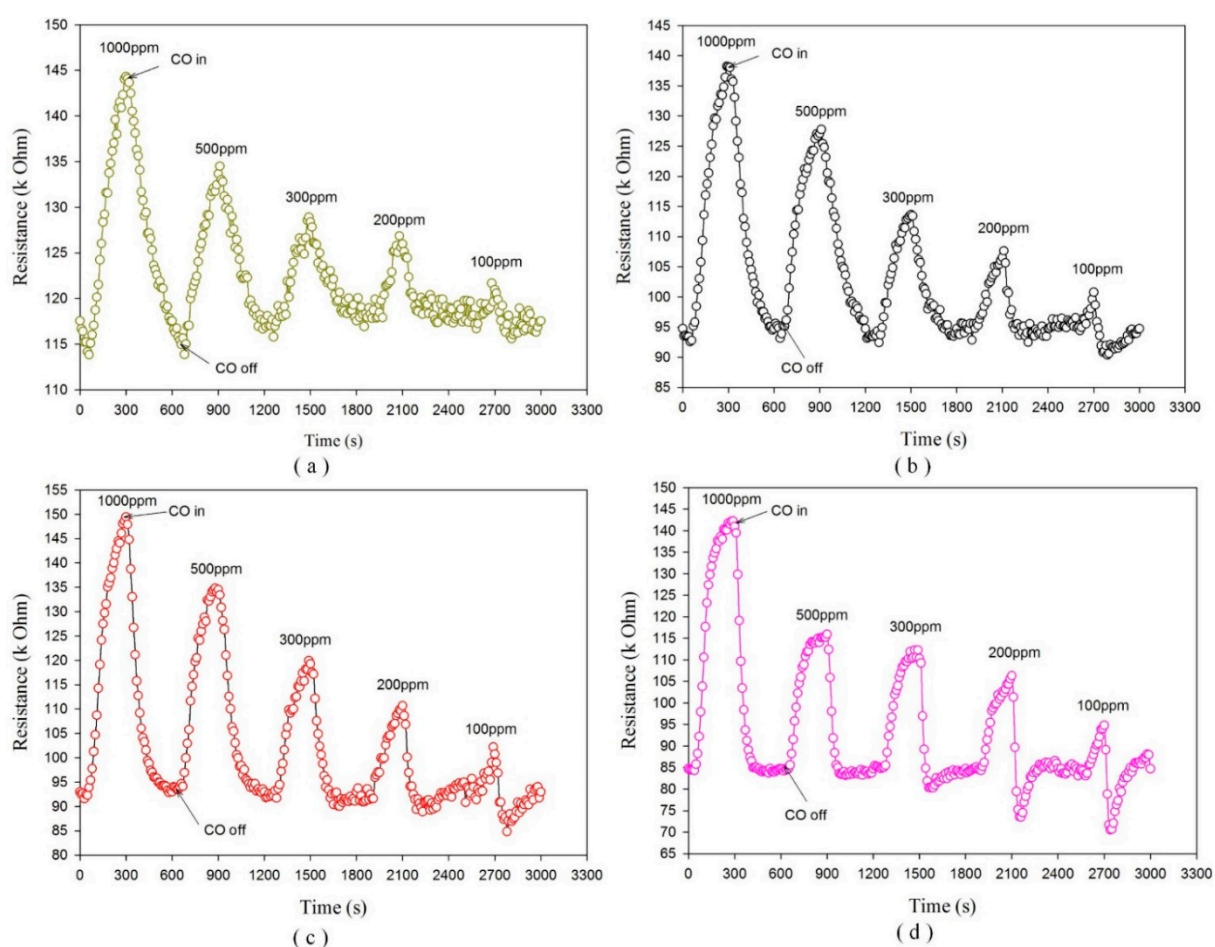 150
145
140
135
130
125
120
115
110
Resistance (k Ohm)
1000ppm
CO in
500ppm
300ppm
200ppm
100ppm
CO off
0 300 600 900 1200 1500 1800 2100 2400 2700 3000 3300
Time (s)
( a )
145
140
135
130
125
120
115
110
105
100
95
90
85
Resistance (k Ohm)
1000ppm
CO in
500ppm
300ppm
200ppm
100ppm
CO off
0 300 600 900 1200 1500 1800 2100 2400 2700 3000 3300
Time (s)
( b )
155
150
145
140
135
130
125
120
115
110
105
100
95
90
85
80
Resistance (k Ohm)
1000ppm
CO in
500ppm
300ppm
200ppm
100ppm
CO off
0 300 600 900 1200 1500 1800 2100 2400 2700 3000 3300
Time (s)
( c )
150
145
140
135
130
125
120
115
110
105
100
95
90
85
80
75
70
65
Resistance (k Ohm)
1000ppm
CO in
500ppm
300ppm
200ppm
100ppm
CO off
0 300 600 900 1200 1500 1800 2100 2400 2700 3000 3300
Time (s)
( d )